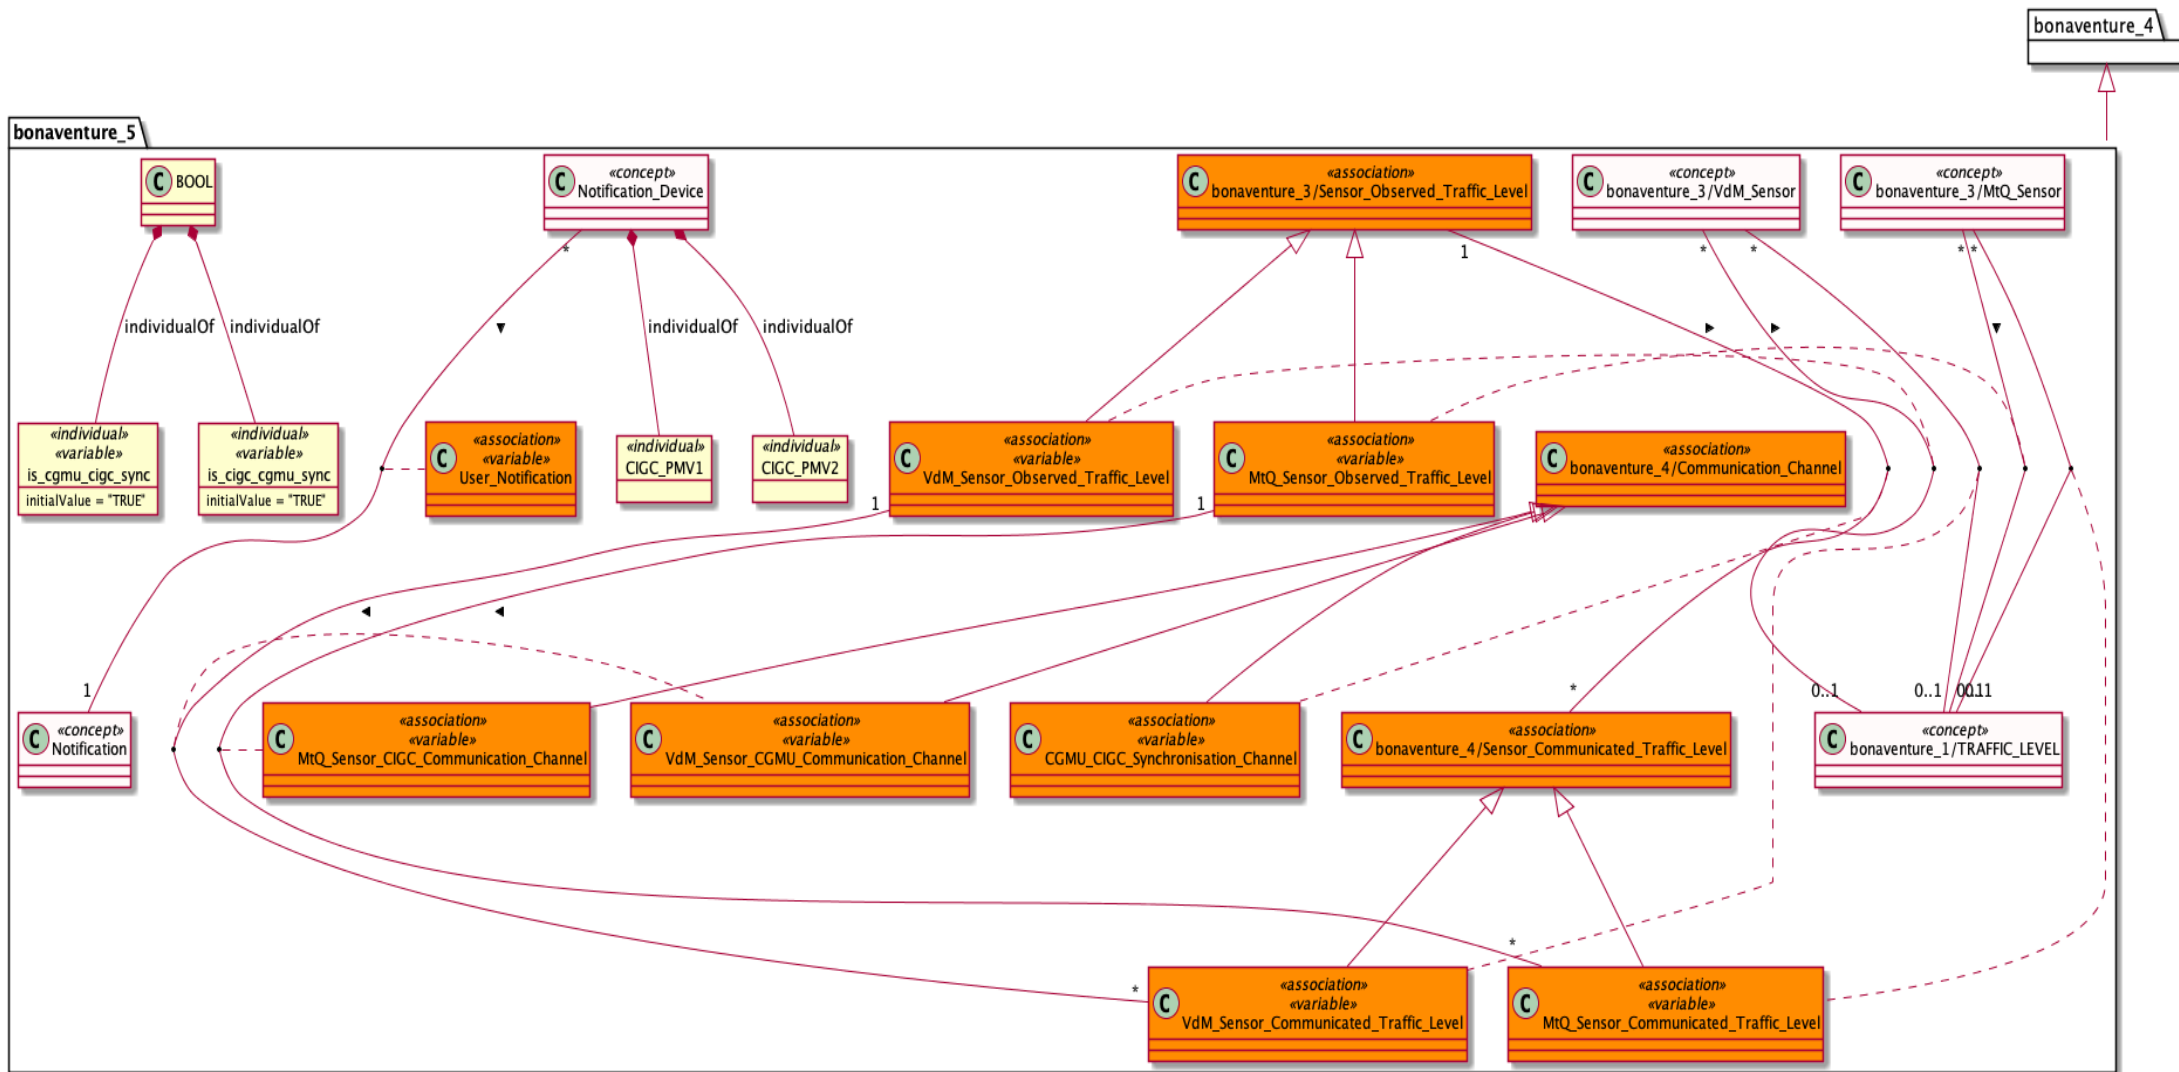 bonaventure_4
bonaventure_5
C BOOL
C «concept»
Notification_Device
C «association»
bonaventure_3/Sensor_Observed_Traffic_Level
C «concept»
bonaventure_3/VdM_Sensor
C «concept»
bonaventure_3/MtQ_Sensor
*
1
*
*
*
*
individualOf
individualOf
individualOf
individualOf
«individual»
«variable»
is_cgmu_cigc_sync
initialValue = "TRUE"
«individual»
«variable»
is_cigc_cgmu_sync
initialValue = "TRUE"
C «association»
«variable»
User_Notification
«individual»
CIGC_PMV1
«individual»
CIGC_PMV2
C «association»
«variable»
VdM_Sensor_Observed_Traffic_Level
C «association»
«variable»
MtQ_Sensor_Observed_Traffic_Level
C «association»
bonaventure_4/Communication_Channel
1
1
1
*
0..1
0..1
C «concept»
Notification
C «association»
«variable»
MtQ_Sensor_CIGC_Communication_Channel
C «association»
«variable»
VdM_Sensor_CGMU_Communication_Channel
C «association»
«variable»
CGMU_CIGC_Synchronisation_Channel
C «association»
bonaventure_4/Sensor_Communicated_Traffic_Level
C «concept»
bonaventure_1/TRAFFIC_LEVEL
*
*
C «association»
«variable»
VdM_Sensor_Communicated_Traffic_Level
C «association»
«variable»
MtQ_Sensor_Communicated_Traffic_Level